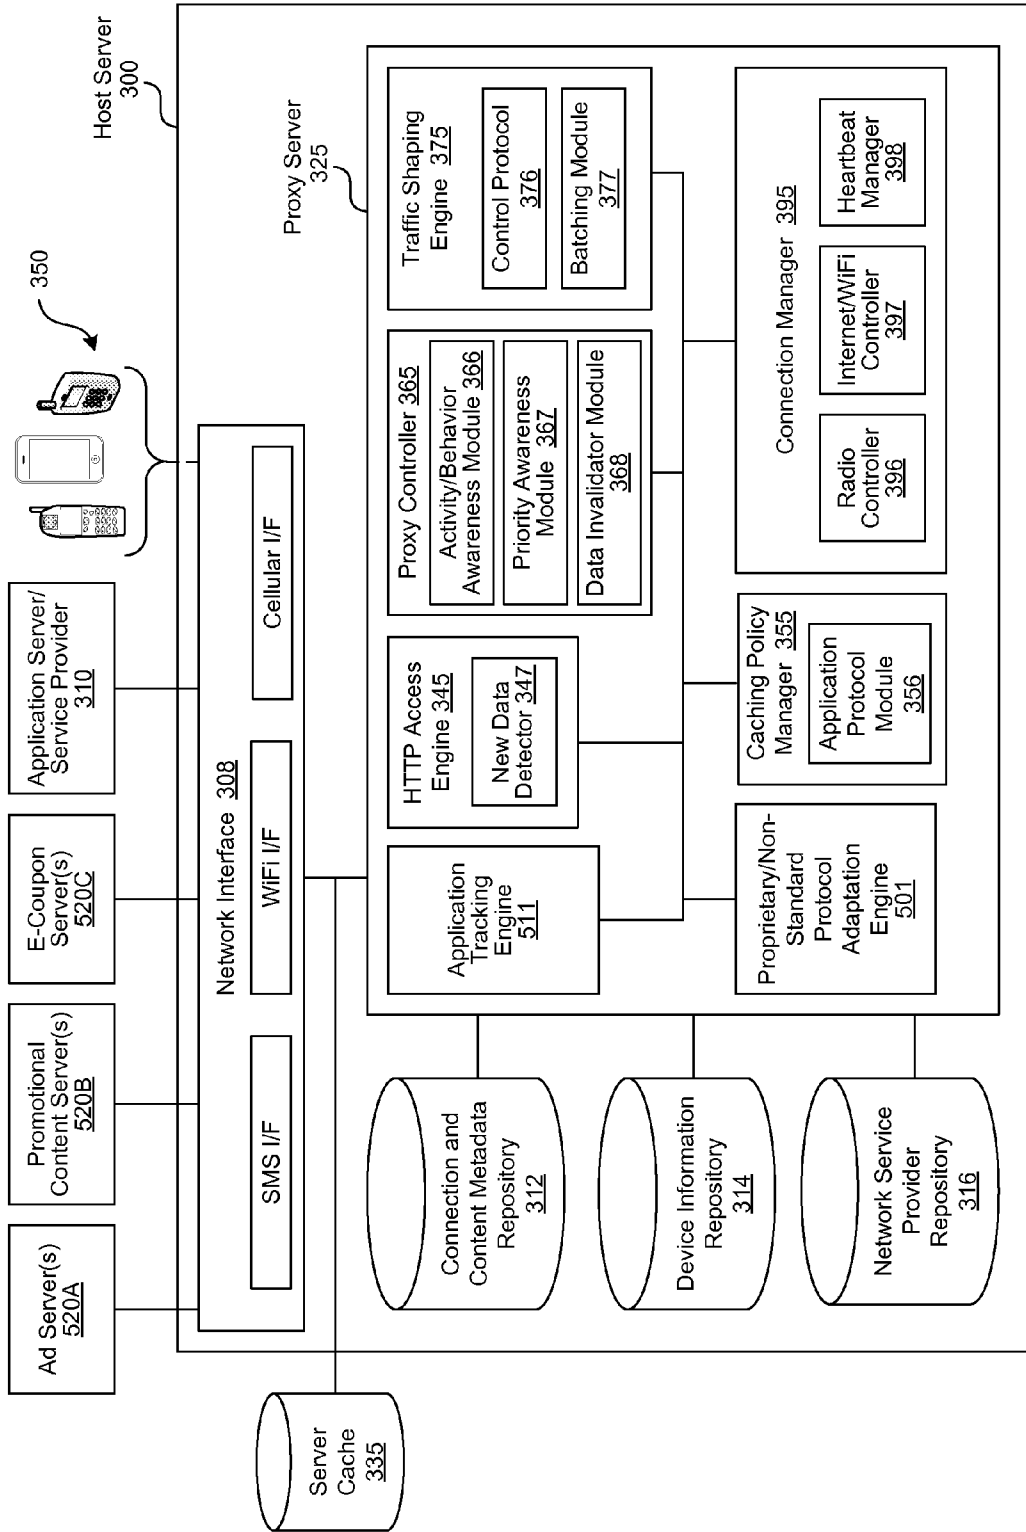 Ad Server(s)
520A
Promotional
Content Server(s)
520B
E-Coupon
Server(s)
520C
Application Server/
Service Provider
310
350
Host Server
300
Network Interface 308
SMS I/F
WiFi I/F
Cellular I/F
Server
Cache
335
Proxy Server
325
Connection and
Content Metadata
Repository
312
Device Information
Repository
314
Network Service
Provider
Repository
316
Application
Tracking
Engine
511
HTTP Access
Engine 345
New Data
Detector 347
Proxy Controller 365
Activity/Behavior
Awareness Module 366
Priority Awareness
Module 367
Data Invalidator Module
368
Traffic Shaping
Engine 375
Control Protocol
376
Batching Module
377
Proprietary/Non-
Standard
Protocol
Adaptation
Engine
501
Caching Policy
Manager 355
Application
Protocol
Module
356
Connection Manager 395
Radio
Controller
396
Internet/WiFi
Controller
397
Heartbeat
Manager
398